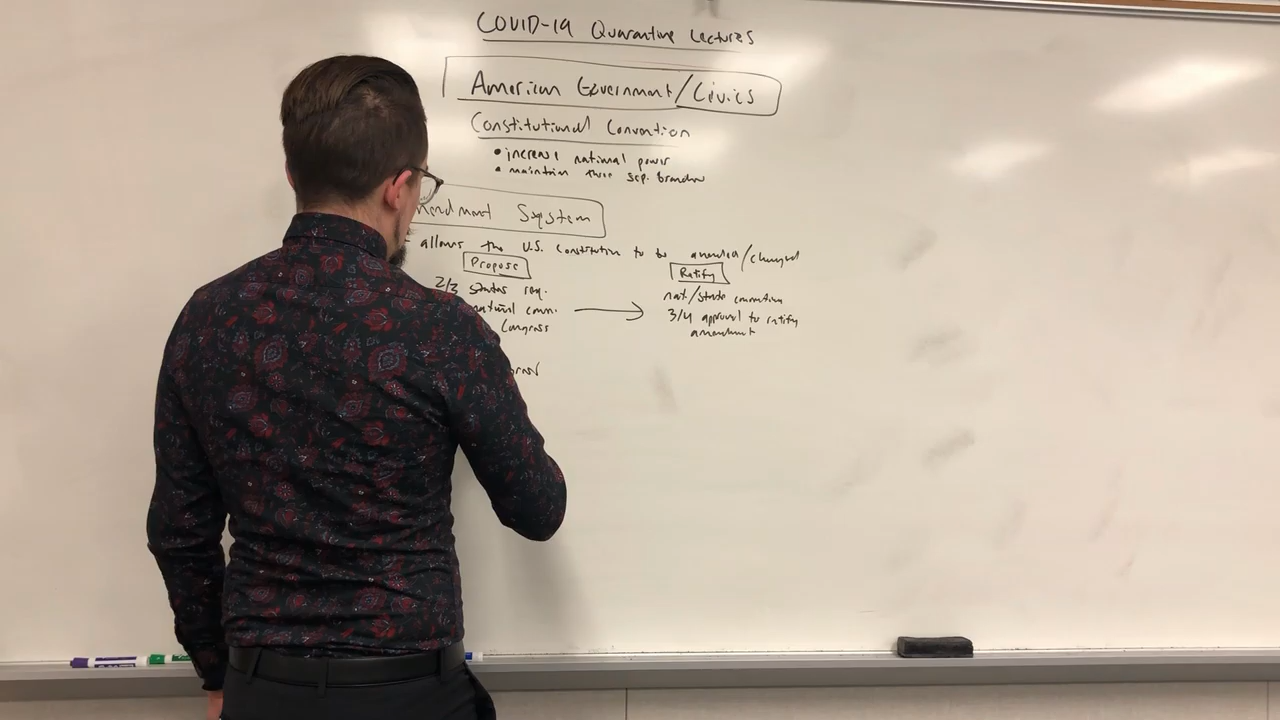 COVID-19 Quarantine Lectures
American Government/Civics
Constitutional Convention
• increase national power
• maintain three sep. branches
mendment Sysystem
- allows the U.S. Constitution to be amended/changed
Propose
Ratify
2/3 states req.
national conv.
Congress
nat/state convention
3/4 approval to ratify
amendment